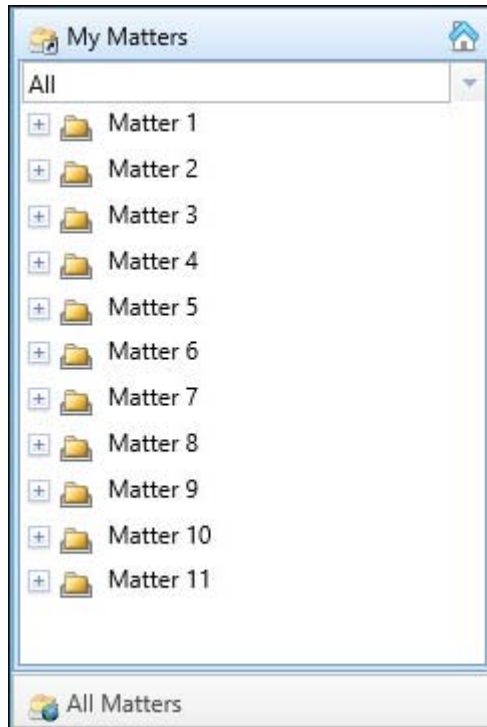 My Matters
All
Matter 1
Matter 2
Matter 3
Matter 4
Matter 5
Matter 6
Matter 7
Matter 8
Matter 9
Matter 10
Matter 11
All Matters